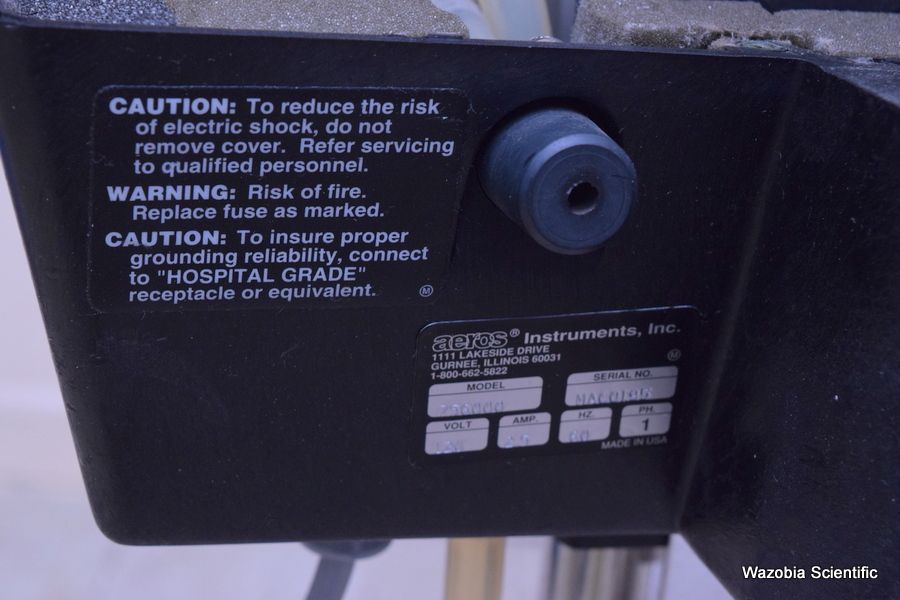 CAUTION: To reduce the risk
of electric shock, do not
remove cover. Refer servicing
to qualified personnel.
WARNING: Risk of fire.
Replace fuse as marked.
CAUTION: To insure proper
grounding reliability, connect
to "HOSPITAL GRADE"
receptacle or equivalent.
M
aeros® Instruments, Inc.
1111 LAKESIDE DRIVE
GURNEE, ILLINOIS 60031
1-800-662-5822
M
MODEL
SERIAL NO.
VOLT
AMP.
HZ.
60
PH.
1
MADE IN USA
Wazobia Scientific